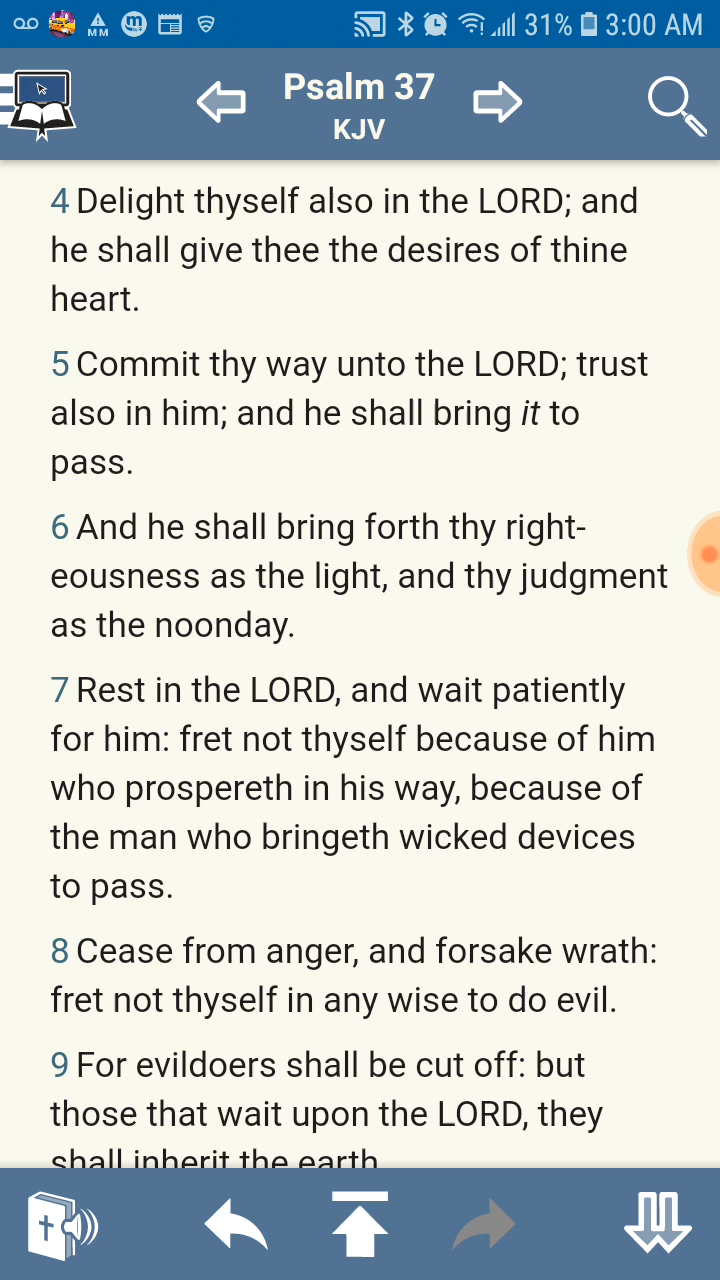 31% 3:00 AM
MM
Psalm 37
KJV
4 Delight thyself also in the LORD; and
he shall give thee the desires of thine
heart.
5 Commit thy way unto the LORD; trust
also in him; and he shall bring it to
pass.
6 And he shall bring forth thy right-
eousness as the light, and thy judgment
as the noonday.
7 Rest in the LORD, and wait patiently
for him: fret not thyself because of him
who prospereth in his way, because of
the man who bringeth wicked devices
to pass.
8 Cease from anger, and forsake wrath:
fret not thyself in any wise to do evil.
9 For evildoers shall be cut off: but
those that wait upon the LORD, they
shall inherit the earth